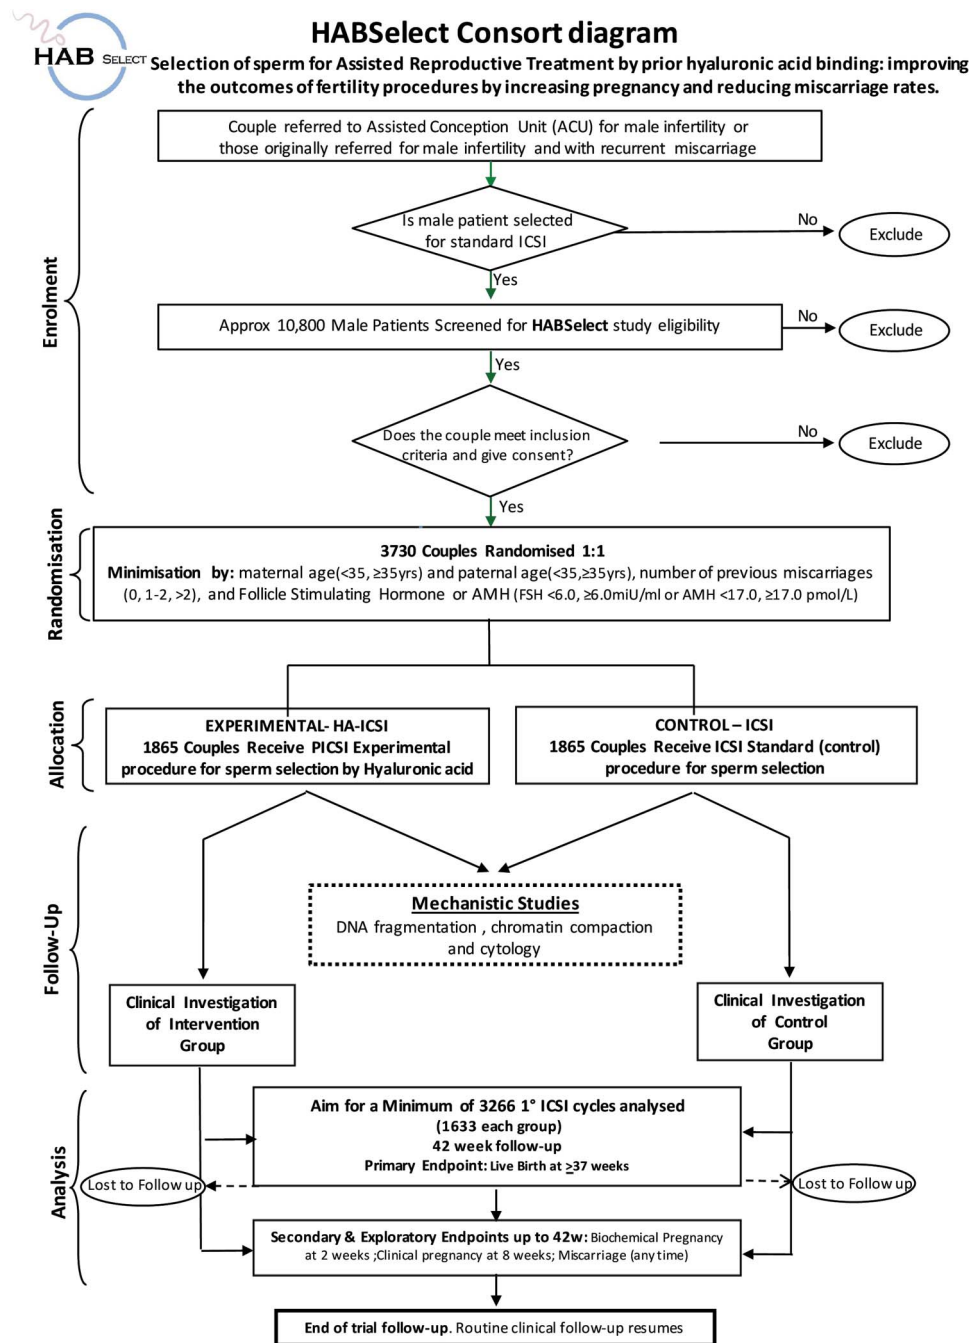 HABSelect Consort diagram
HAB SELECT
Selection of sperm for Assisted Reproductive Treatment by prior hyaluronic acid binding: improving
the outcomes of fertility procedures by increasing pregnancy and reducing miscarriage rates.
Enrolment
Couple referred to Assisted Conception Unit (ACU) for male infertility or
those originally referred for male infertility and with recurrent miscarriage
Is male patient selected
for standard ICSI
No
Exclude
Yes
Approx 10,800 Male Patients Screened for HABSelect study eligibility
No
Exclude
Yes
Does the couple meet inclusion
criteria and give consent?
No
Exclude
Yes
Randomisation
3730 Couples Randomised 1:1
Minimisation by: maternal age(<35, ≥35yrs) and paternal age(<35,≥35yrs), number of previous miscarriages
(0, 1-2, >2), and Follicle Stimulating Hormone or AMH (FSH <6.0, ≥6.0miU/ml or AMH <17.0, ≥17.0 pmol/L)
Allocation
EXPERIMENTAL- HA-ICSI
1865 Couples Receive PICSI Experimental
procedure for sperm selection by Hyaluronic acid
CONTROL – ICSI
1865 Couples Receive ICSI Standard (control)
procedure for sperm selection
Follow-Up
Mechanistic Studies
DNA fragmentation , chromatin compaction
and cytology
Clinical Investigation
of Intervention
Group
Clinical Investigation
of Control
Group
Analysis
Aim for a Minimum of 3266 1° ICSI cycles analysed
(1633 each group)
42 week follow-up
Primary Endpoint: Live Birth at ≥37 weeks
Lost to Follow up
Lost to Follow up
Secondary & Exploratory Endpoints up to 42w: Biochemical Pregnancy
at 2 weeks ;Clinical pregnancy at 8 weeks; Miscarriage (any time)
End of trial follow-up. Routine clinical follow-up resumes